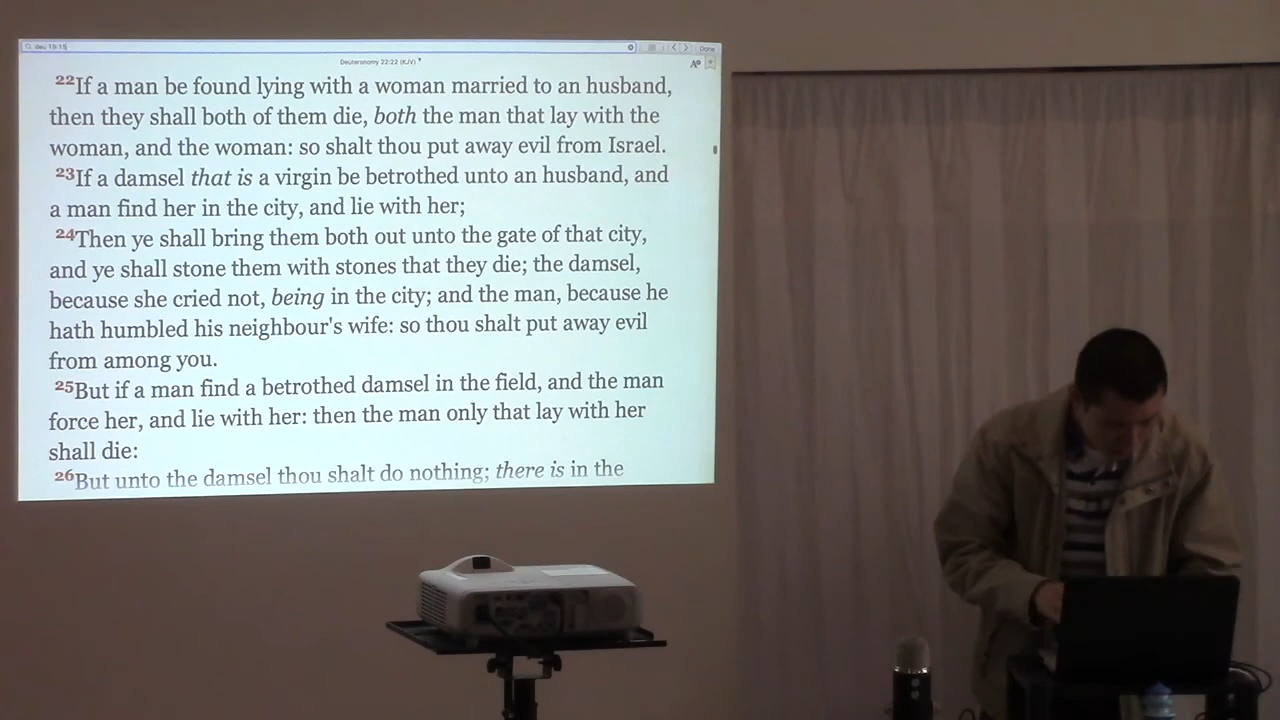 deu 19:15
Done
Deuteronomy 22:22 (KJV)
22If a man be found lying with a woman married to an husband,
then they shall both of them die, both the man that lay with the
woman, and the woman: so shalt thou put away evil from Israel.
23If a damsel that is a virgin be betrothed unto an husband, and
a man find her in the city, and lie with her;
24Then ye shall bring them both out unto the gate of that city,
and ye shall stone them with stones that they die; the damsel,
because she cried not, being in the city; and the man, because he
hath humbled his neighbour's wife: so thou shalt put away evil
from among you.
25But if a man find a betrothed damsel in the field, and the man
force her, and lie with her: then the man only that lay with her
shall die:
26But unto the damsel thou shalt do nothing; there is in the